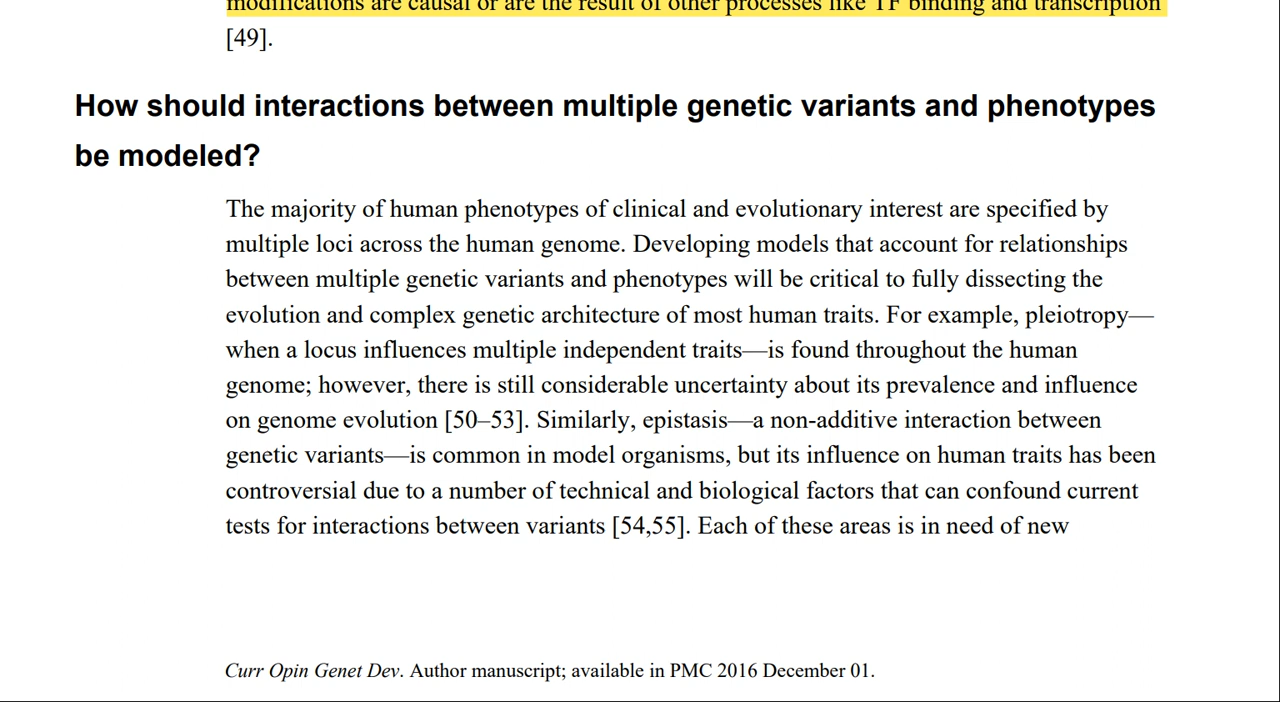 modifications are causal or are the result of other processes like TF binding and transcription
[49].
How should interactions between multiple genetic variants and phenotypes
be modeled?
The majority of human phenotypes of clinical and evolutionary interest are specified by
multiple loci across the human genome. Developing models that account for relationships
between multiple genetic variants and phenotypes will be critical to fully dissecting the
evolution and complex genetic architecture of most human traits. For example, pleiotropy—
when a locus influences multiple independent traits—is found throughout the human
genome; however, there is still considerable uncertainty about its prevalence and influence
on genome evolution [50–53]. Similarly, epistasis—a non-additive interaction between
genetic variants—is common in model organisms, but its influence on human traits has been
controversial due to a number of technical and biological factors that can confound current
tests for interactions between variants [54,55]. Each of these areas is in need of new
Curr Opin Genet Dev. Author manuscript; available in PMC 2016 December 01.